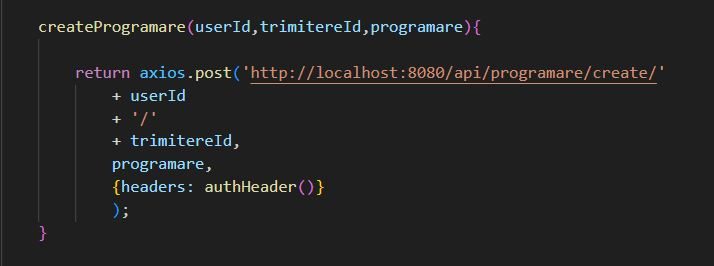 createProgramare(userId,trimitereId,programare){
return axios.post('http://localhost:8080/api/programare/create/'
+ userId
+ '/'
+ trimitereId,
programare,
{headers: authHeader()}
);
}